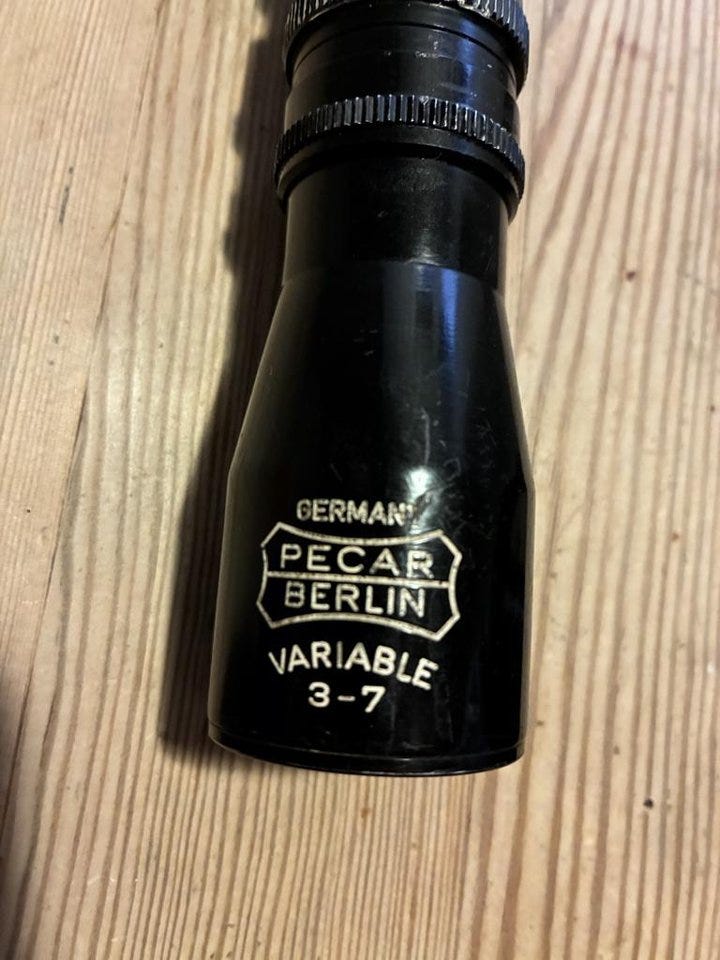 GERMANY
PECAR
BERLIN
VARIABLE
3-7